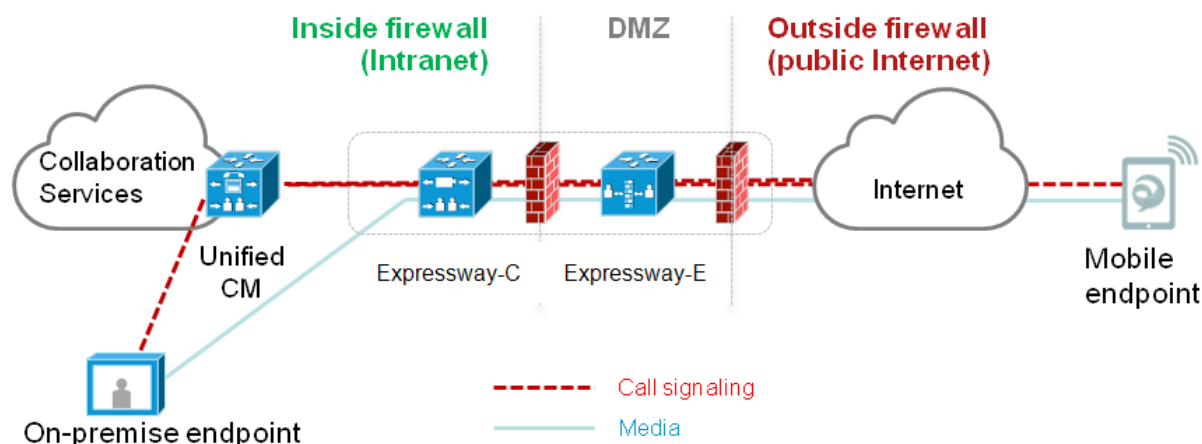 Inside firewall
(Intranet)
DMZ
Outside firewall
(public Internet)
Collaboration
Services
Unified
CM
Expressway-C
Expressway-E
Internet
Mobile
endpoint
On-premise endpoint
Call signaling
Media